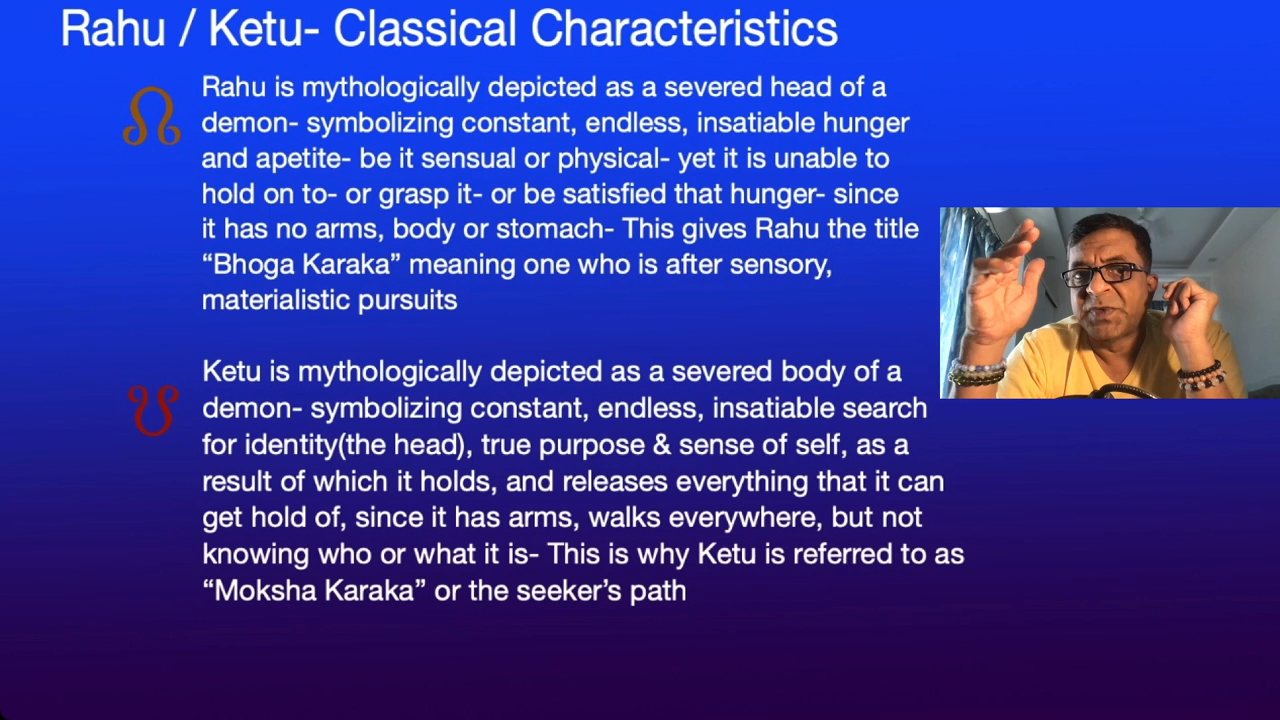 Rahu / Ketu- Classical Characteristics
Rahu is mythologically depicted as a severed head of a
demon- symbolizing constant, endless, insatiable hunger
and apetite- be it sensual or physical- yet it is unable to
hold on to- or grasp it- or be satisfied that hunger- since
it has no arms, body or stomach- This gives Rahu the title
“Bhoga Karaka” meaning one who is after sensory,
materialistic pursuits
Ketu is mythologically depicted as a severed body of a
demon- symbolizing constant, endless, insatiable search
for identity(the head), true purpose & sense of self, as a
result of which it holds, and releases everything that it can
get hold of, since it has arms, walks everywhere, but not
knowing who or what it is- This is why Ketu is referred to as
“Moksha Karaka” or the seeker’s path